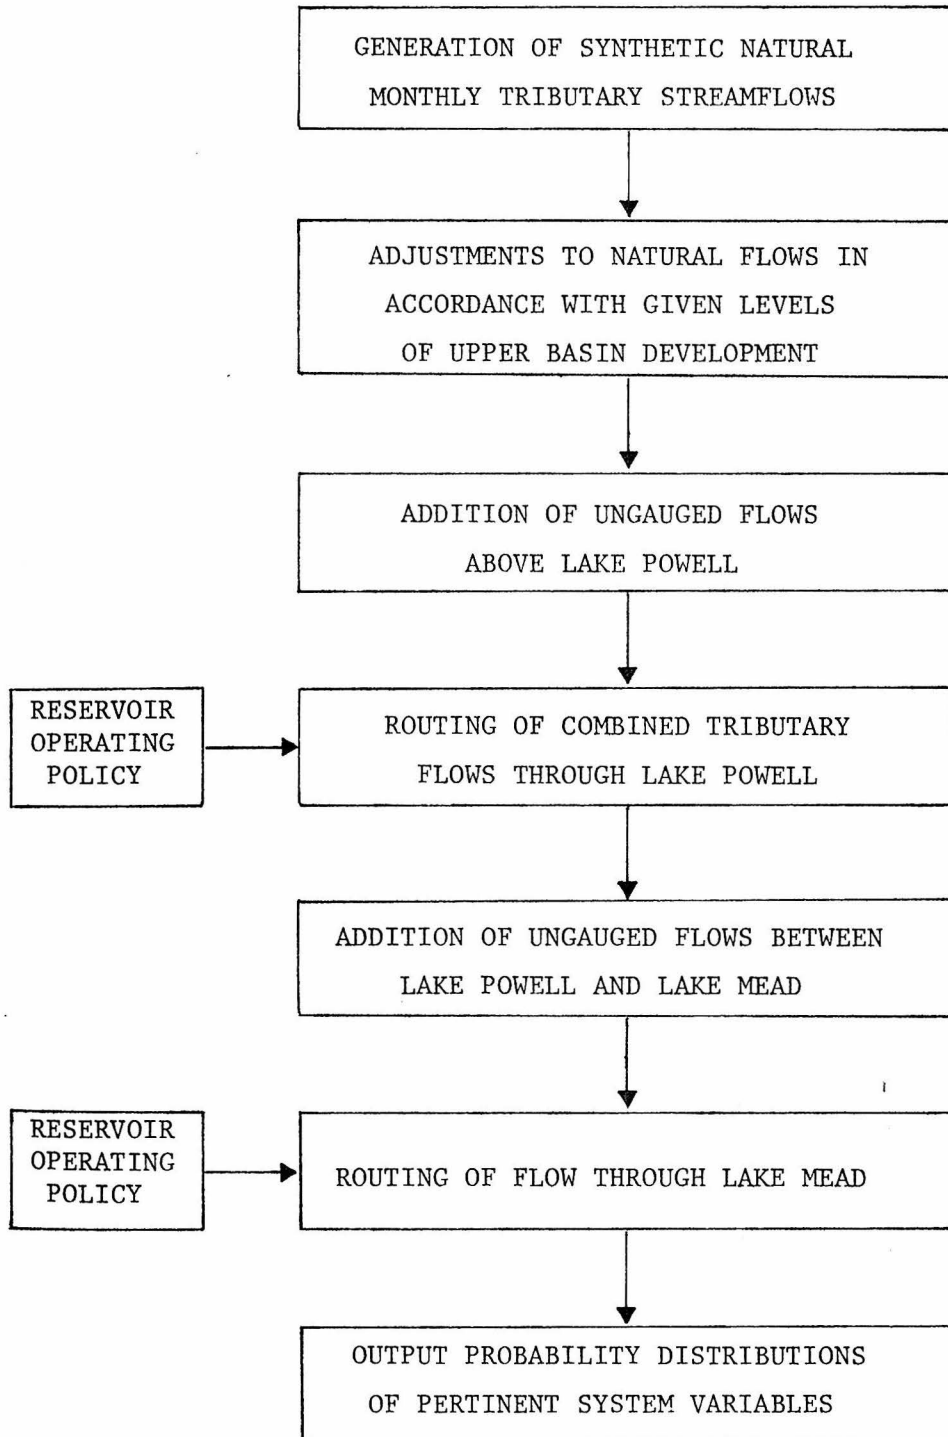 GENERATION OF SYNTHETIC NATURAL
MONTHLY TRIBUTARY STREAMFLOWS
ADJUSTMENTS TO NATURAL FLOWS IN
ACCORDANCE WITH GIVEN LEVELS
OF UPPER BASIN DEVELOPMENT
ADDITION OF UNGAUGED FLOWS
ABOVE LAKE POWELL
RESERVOIR
OPERATING
POLICY
ROUTING OF COMBINED TRIBUTARY
FLOWS THROUGH LAKE POWELL
ADDITION OF UNGAUGED FLOWS BETWEEN
LAKE POWELL AND LAKE MEAD
RESERVOIR
OPERATING
POLICY
ROUTING OF FLOW THROUGH LAKE MEAD
OUTPUT PROBABILITY DISTRIBUTIONS
OF PERTINENT SYSTEM VARIABLES